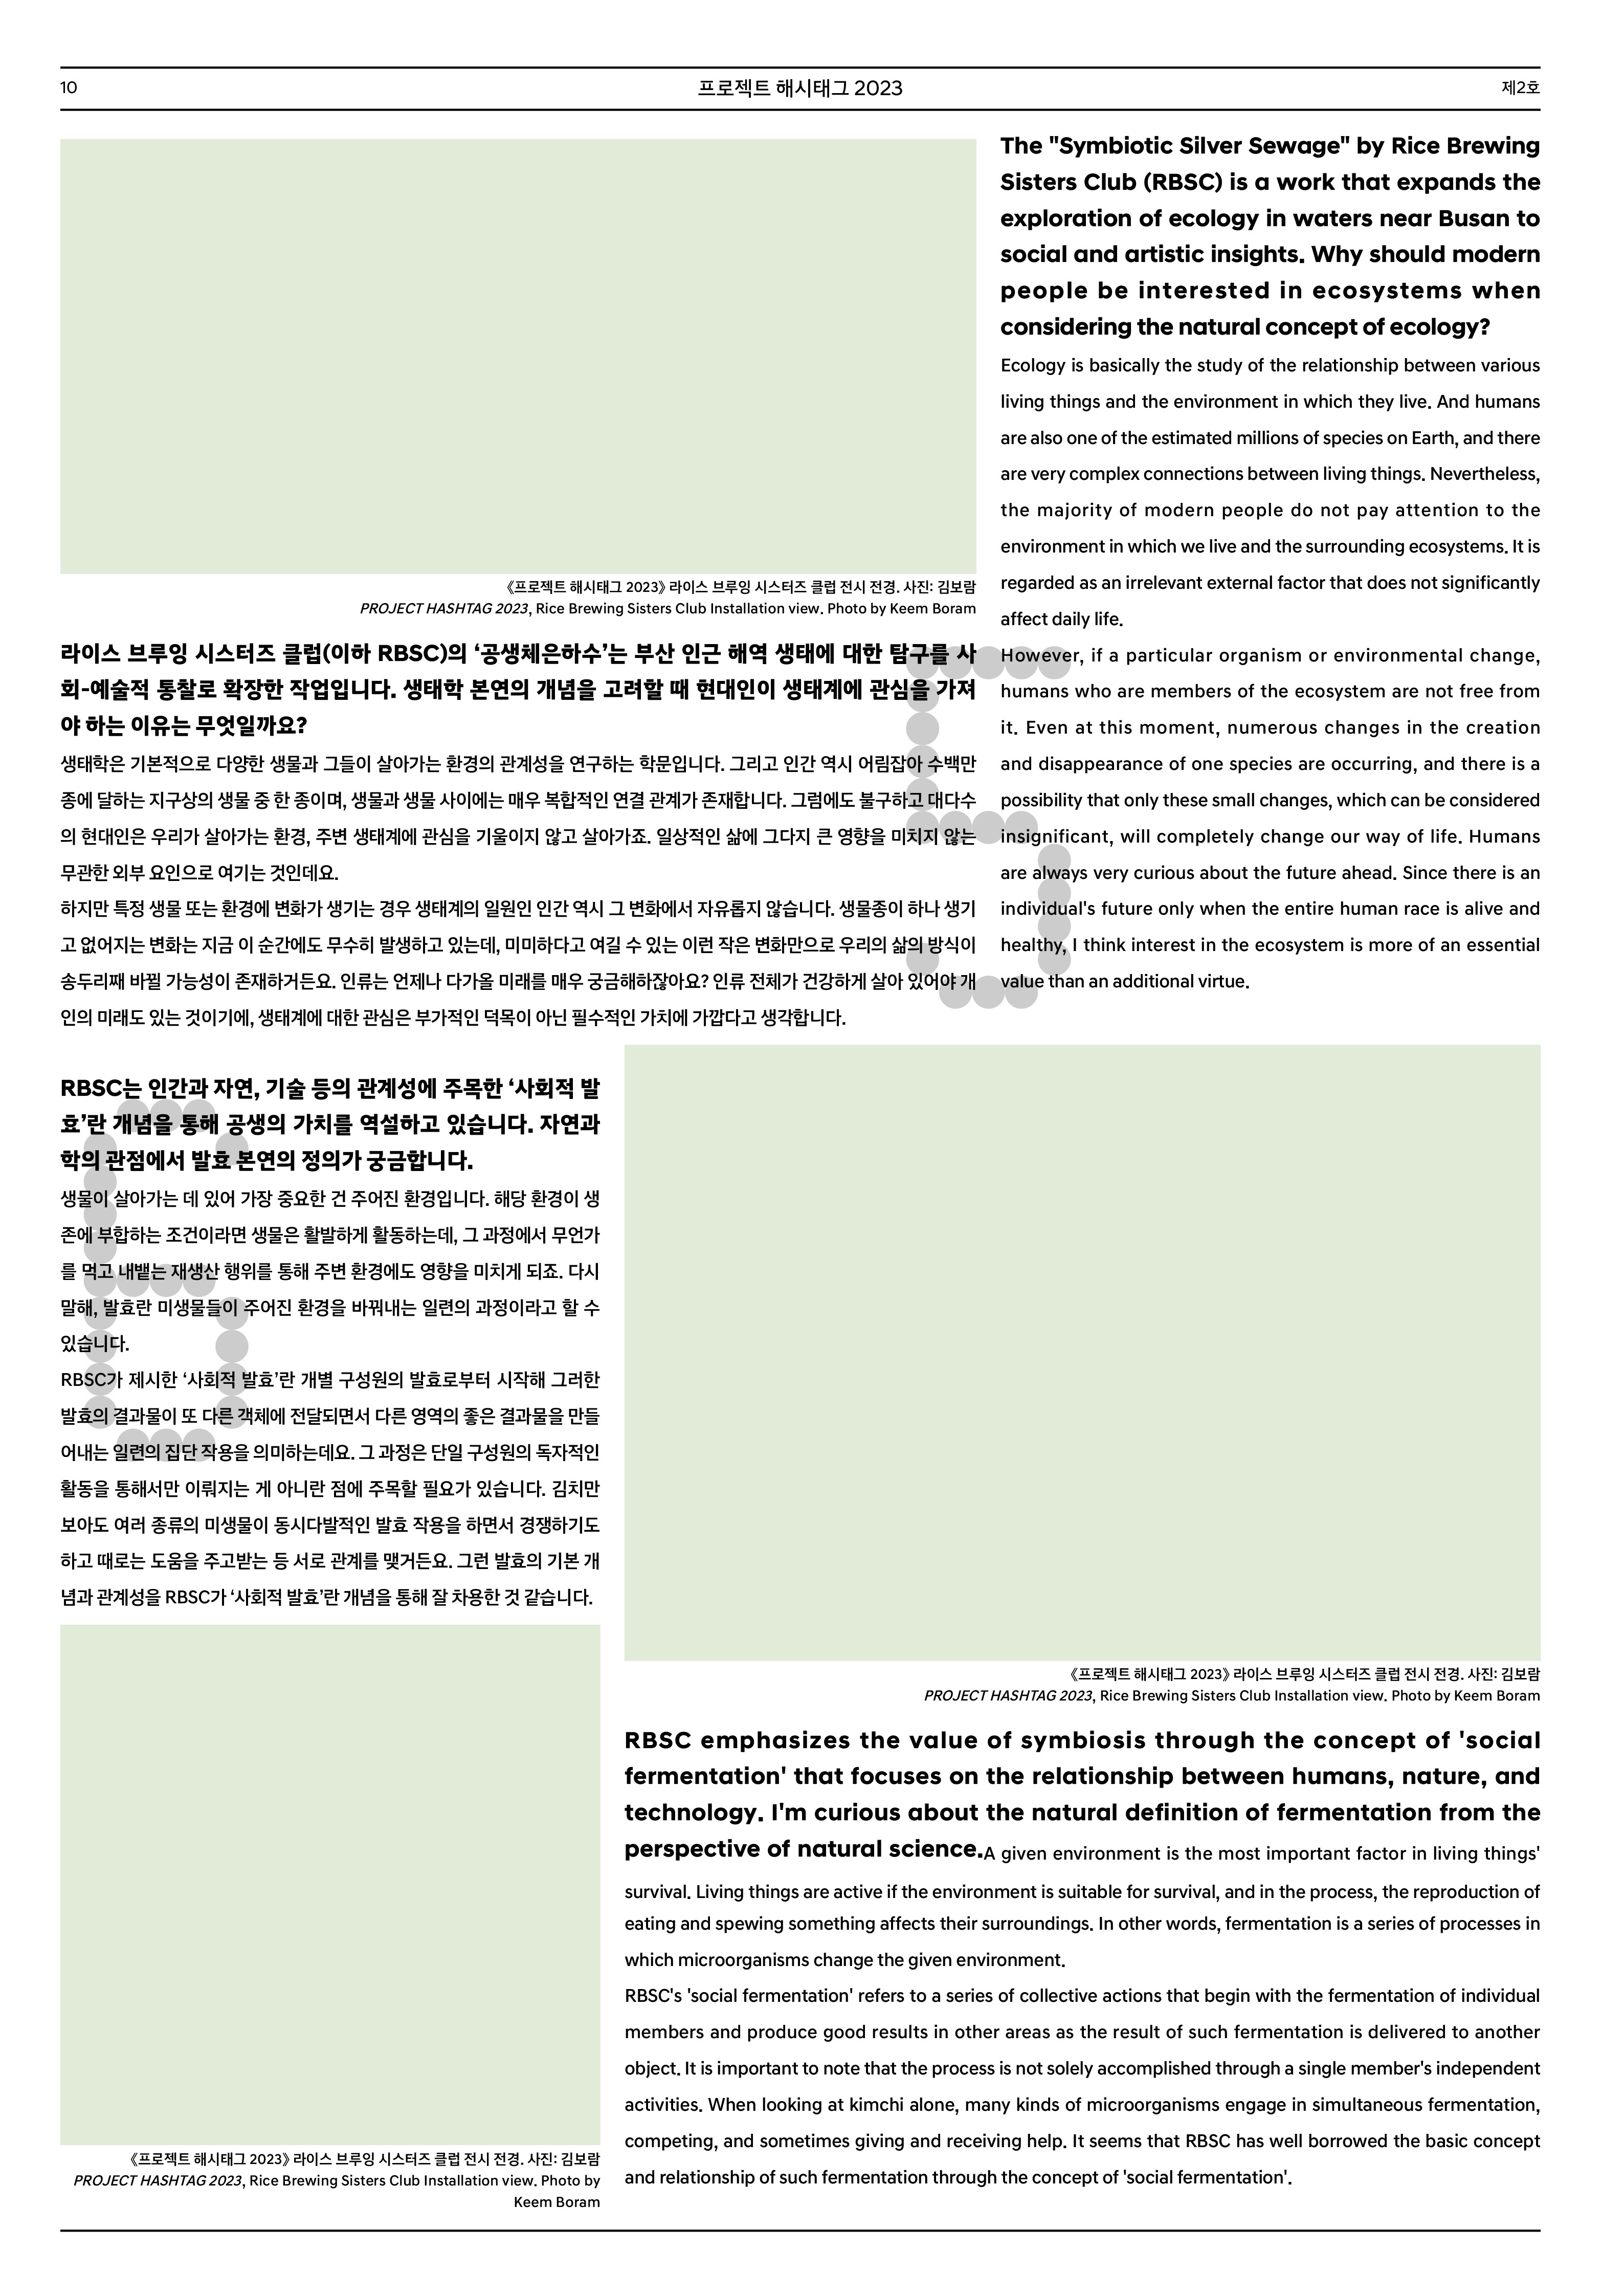 10
프로젝트 해시태그 2023
제2호
《프로젝트 해시태그 2023》 라이스 브루잉 시스터즈 클럽 전시 전경. 사진: 김보람
PROJECT HASHTAG 2023, Rice Brewing Sisters Club Installation view. Photo by Keem Boram
라이스 브루잉 시스터즈 클럽(이하 RBSC)의 ‘공생체은하수’는 부산 인근 해역 생태에 대한 탐구를 사
회-예술적 통찰로 확장한 작업입니다. 생태학 본연의 개념을 고려할 때 현대인이 생태계에 관심을 가져
야 하는 이유는 무엇일까요?
생태학은 기본적으로 다양한 생물과 그들이 살아가는 환경의 관계성을 연구하는 학문입니다. 그리고 인간 역시 어림잡아 수백만
종에 달하는 지구상의 생물 중 한 종이며, 생물과 생물 사이에는 매우 복합적인 연결 관계가 존재합니다. 그럼에도 불구하고 대다수
의 현대인은 우리가 살아가는 환경, 주변 생태계에 관심을 기울이지 않고 살아가죠. 일상적인 삶에 그다지 큰 영향을 미치지 않는
무관한 외부 요인으로 여기는 것인데요.
하지만 특정 생물 또는 환경에 변화가 생기는 경우 생태계의 일원인 인간 역시 그 변화에서 자유롭지 않습니다. 생물종이 하나 생기
고 없어지는 변화는 지금 이 순간에도 무수히 발생하고 있는데, 미미하다고 여길 수 있는 이런 작은 변화만으로 우리의 삶의 방식이
송두리째 바뀔 가능성이 존재하거든요. 인류는 언제나 다가올 미래를 매우 궁금해하잖아요? 인류 전체가 건강하게 살아 있어야 개
인의 미래도 있는 것이기에, 생태계에 대한 관심은 부가적인 덕목이 아닌 필수적인 가치에 가깝다고 생각합니다.
The "Symbiotic Silver Sewage" by Rice Brewing
Sisters Club (RBSC) is a work that expands the
exploration of ecology in waters near Busan to
social and artistic insights. Why should modern
people be interested in ecosystems when
considering the natural concept of ecology?
Ecology is basically the study of the relationship between various
living things and the environment in which they live. And humans
are also one of the estimated millions of species on Earth, and there
are very complex connections between living things. Nevertheless,
the majority of modern people do not pay attention to the
environment in which we live and the surrounding ecosystems. It is
regarded as an irrelevant external factor that does not significantly
affect daily life.
However, if a particular organism or environmental change,
humans who are members of the ecosystem are not free from
it. Even at this moment, numerous changes in the creation
and disappearance of one species are occurring, and there is a
possibility that only these small changes, which can be considered
insignificant, will completely change our way of life. Humans
are always very curious about the future ahead. Since there is an
individual's future only when the entire human race is alive and
healthy, I think interest in the ecosystem is more of an essential
value than an additional virtue.
5
RBSC는 인간과 자연, 기술 등의 관계성에 주목한 ‘사회적 발
효’란 개념을 통해 공생의 가치를 역설하고 있습니다. 자연과
학의 관점에서 발효 본연의 정의가 궁금합니다.
생물이 살아가는 데 있어 가장 중요한 건 주어진 환경입니다. 해당 환경이 생
존에 부합하는 조건이라면 생물은 활발하게 활동하는데, 그 과정에서 무언가
를 먹고 내뱉는 재생산 행위를 통해 주변 환경에도 영향을 미치게 되죠. 다시
말해, 발효란 미생물들이 주어진 환경을 바꿔내는 일련의 과정이라고 할 수
있습니다.
RBSC가 제시한 ‘사회적 발효’란 개별 구성원의 발효로부터 시작해 그러한
발효의 결과물이 또 다른 객체에 전달되면서 다른 영역의 좋은 결과물을 만들
어내는 일련의 집단 작용을 의미하는데요. 그 과정은 단일 구성원의 독자적인
활동을 통해서만 이뤄지는 게 아니란 점에 주목할 필요가 있습니다. 김치만
보아도 여러 종류의 미생물이 동시다발적인 발효 작용을 하면서 경쟁하기도
하고 때로는 도움을 주고받는 등 서로 관계를 맺거든요. 그런 발효의 기본 개
념과 관계성을 RBSC가 ‘사회적 발효’란 개념을 통해 잘 차용한 것 같습니다.
6
《프로젝트 해시태그 2023》 라이스 브루잉 시스터즈 클럽 전시 전경. 사진: 김보람
PROJECT HASHTAG 2023, Rice Brewing Sisters Club Installation view. Photo by
Keem Boram
《프로젝트 해시태그 2023》 라이스 브루잉 시스터즈 클럽 전시 전경. 사진: 김보람
PROJECT HASHTAG 2023, Rice Brewing Sisters Club Installation view. Photo by Keem Boram
RBSC emphasizes the value of symbiosis through the concept of 'social
fermentation' that focuses on the relationship between humans, nature, and
technology. I'm curious about the natural definition of fermentation from the
perspective of natural science.A given environment is the most important factor in living things'
survival. Living things are active if the environment is suitable for survival, and in the process, the reproduction of
eating and spewing something affects their surroundings. In other words, fermentation is a series of processes in
which microorganisms change the given environment.
RBSC's 'social fermentation' refers to a series of collective actions that begin with the fermentation of individual
members and produce good results in other areas as the result of such fermentation is delivered to another
object. It is important to note that the process is not solely accomplished through a single member's independent
activities. When looking at kimchi alone, many kinds of microorganisms engage in simultaneous fermentation,
competing, and sometimes giving and receiving help. It seems that RBSC has well borrowed the basic concept
and relationship of such fermentation through the concept of 'social fermentation'.